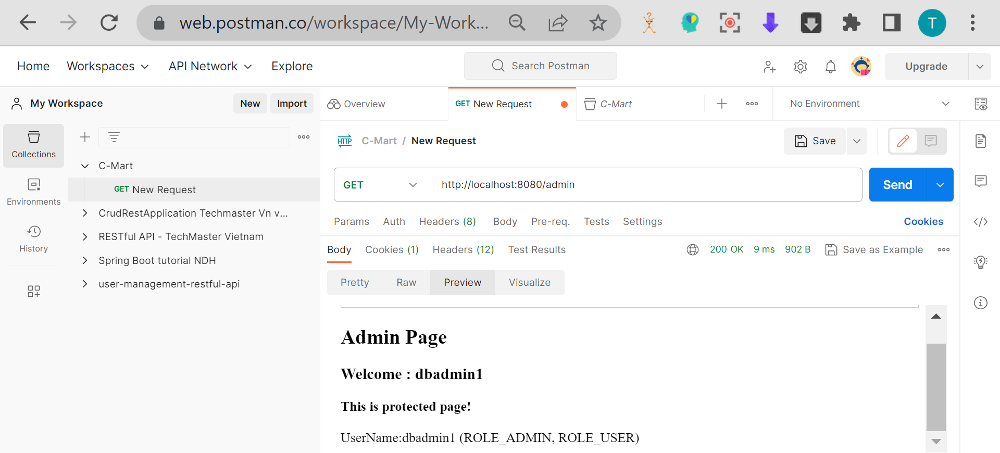 web.postman.co/workspace/My-Work...
T
Home Workspaces API Network Explore
Search Postman
Upgrade
My Workspace New Import
Overview GET New Request C-Mart
No Environment
Collections
Environments
History
C-Mart
GET New Request
CrudRestApplication Techmaster Vn v...
RESTful API - TechMaster Vietnam
Spring Boot tutorial NDH
user-management-restful-api
HTTP C-Mart / New Request Save
GET http://localhost:8080/admin Send
Params Auth Headers (8) Body Pre-req. Tests Settings Cookies
Body Cookies (1) Headers (12) Test Results 200 OK 9 ms 902 B Save as Example
Pretty Raw Preview Visualize
Admin Page
Welcome : dbadmin1
This is protected page!
UserName:dbadmin1 (ROLE_ADMIN, ROLE_USER)